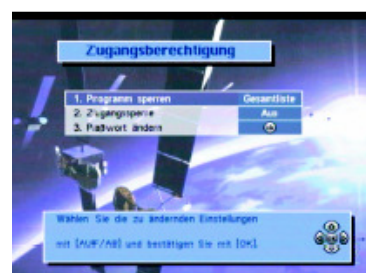 Zugangsberechtigung
1. Programm sperren Gesamtliste
2. Zugangssperre Aus
3. Paßwort ändern
Wählen Sie die zu ändernden Einstellungen
mit [AUF/AB] und bestätigen Sie mit [OK].